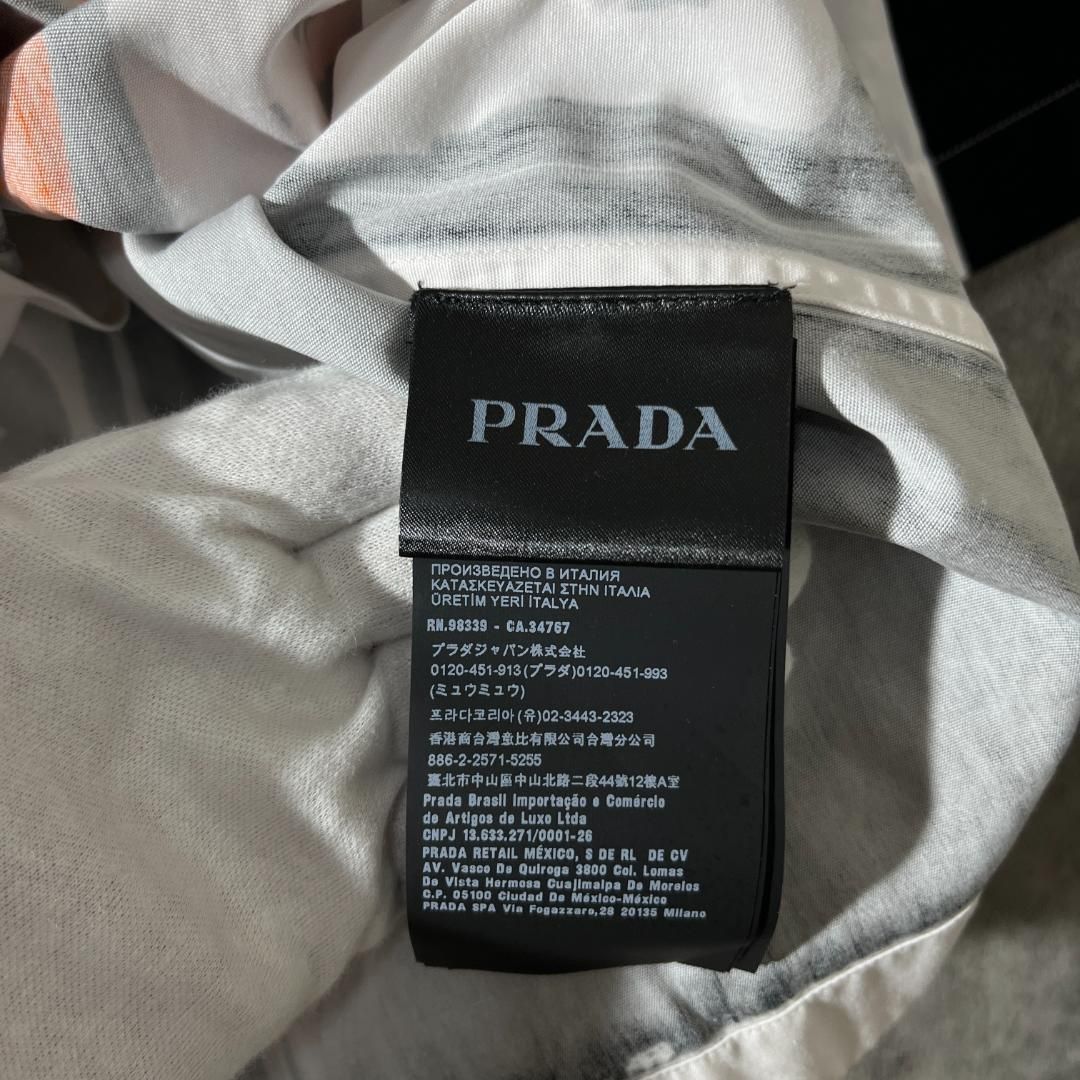 PRADA
ПРОИЗВЕДЕНО В ИТАЛИЯ
ΚΑΤΑΣΚΕΥΑΖΕΤΑΙ ΣΤΗΝ ΙΤΑΛΙΑ
ÜRETİM YERİ İTALYA
RN.98339 - CA.34767
プラダジャパン株式会社
0120-451-913(プラダ)0120-451-993
(ミュウミュウ)
프라다코리아(유)02-3443-2323
香港商台灣普比有限公司台灣分公司
886-2-2571-5255
臺北市中山區中山北路二段44號12樓A室
Prada Brasil Importação e Comércio
de Artigos de Luxo Ltda
CNPJ 13.633.271/0001-26
PRADA RETAIL MÉXICO, S DE RL DE CV
AV. Vasco De Quiroga 3800 Col. Lomas
De Vista Hermosa Cuajimalpa De Morelos
C.P. 05100 Ciudad De México-México
PRADA SPA Via Fogazzaro,28 20135 Milano